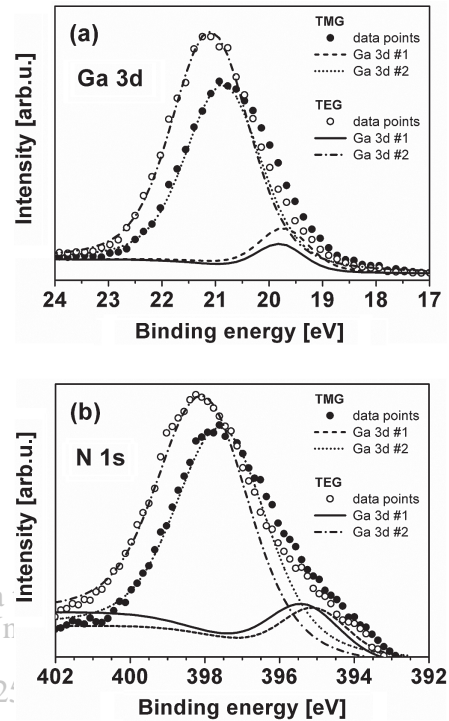 (a)
Ga 3d
TMG
data points
Ga 3d #1
Ga 3d #2
TEG
data points
Ga 3d #1
Ga 3d #2
Intensity [arb.u.]
24 23 22 21 20 19 18 17
Binding energy [eV]
(b)
N 1s
TMG
data points
Ga 3d #1
Ga 3d #2
TEG
data points
Ga 3d #1
Ga 3d #2
Intensity [arb.u.]
402 400 398 396 394 392
Binding energy [eV]